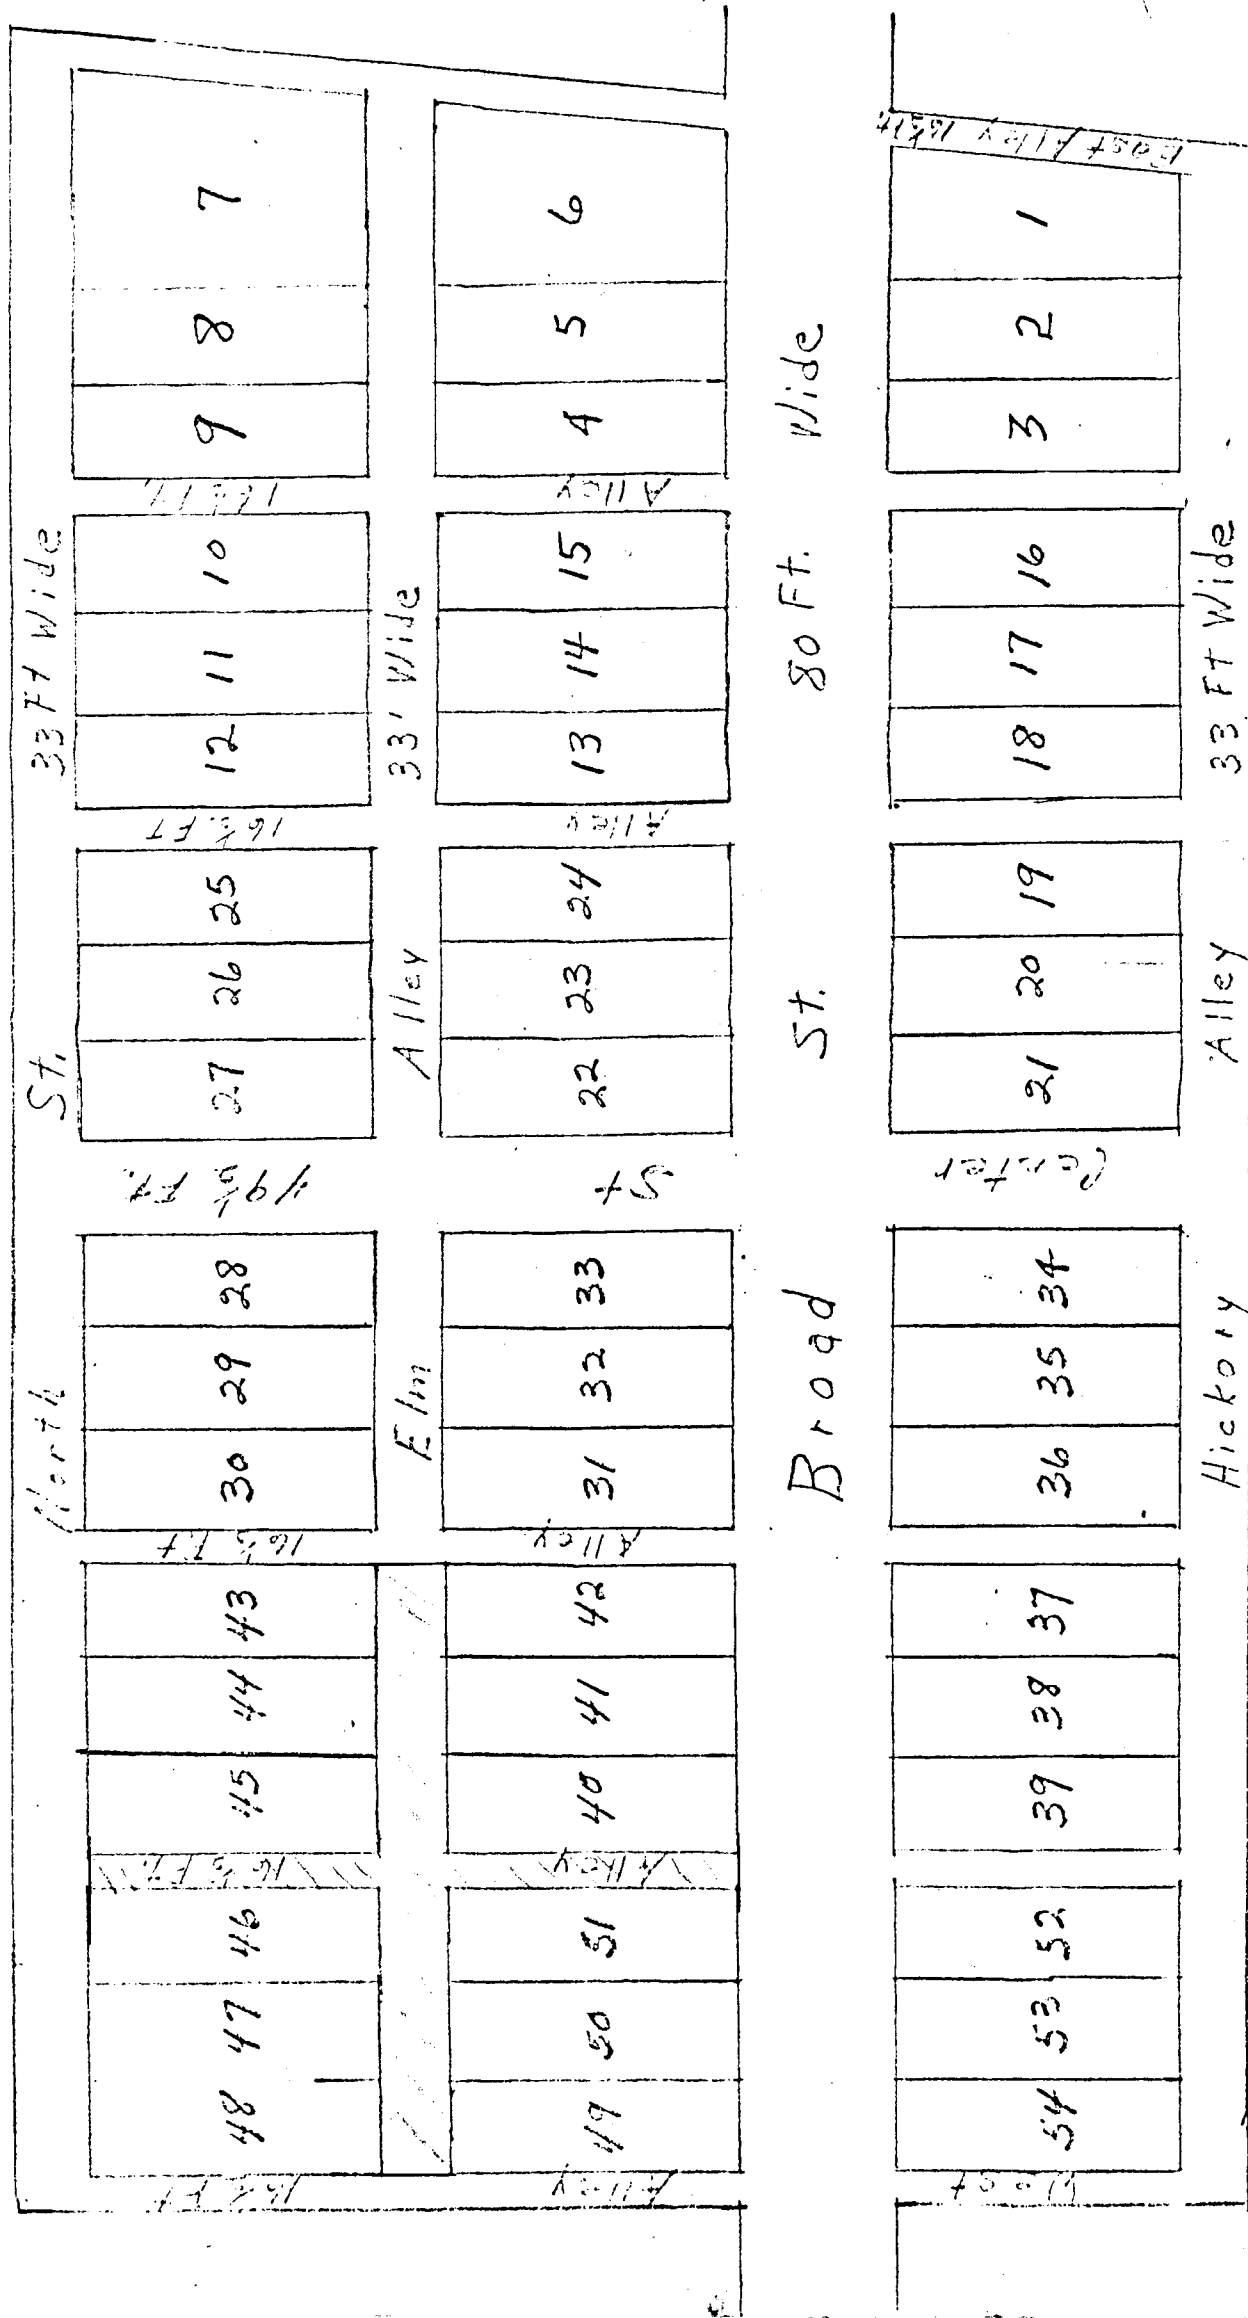 North St. 33 Ft Wide
48 47 46 45 44 43 30 29 28 27 26 25 12 11 10 9 8 7
Elm Alley 33' Wide
49 50 51 40 41 42 31 32 33 22 23 24 13 14 15 4 5 6
Broad St. 80 Ft. Wide
54 53 52 39 38 37 36 35 34 21 20 19 18 17 16 3 2 1
Hickory Alley 33 Ft Wide
West Alley 16½ Ft
Alley 16½ Ft.
Alley 16½ Ft
Center St 49½ Ft.
Alley 16½ FT
Alley 16½ Ft.
East Alley 16½ Ft